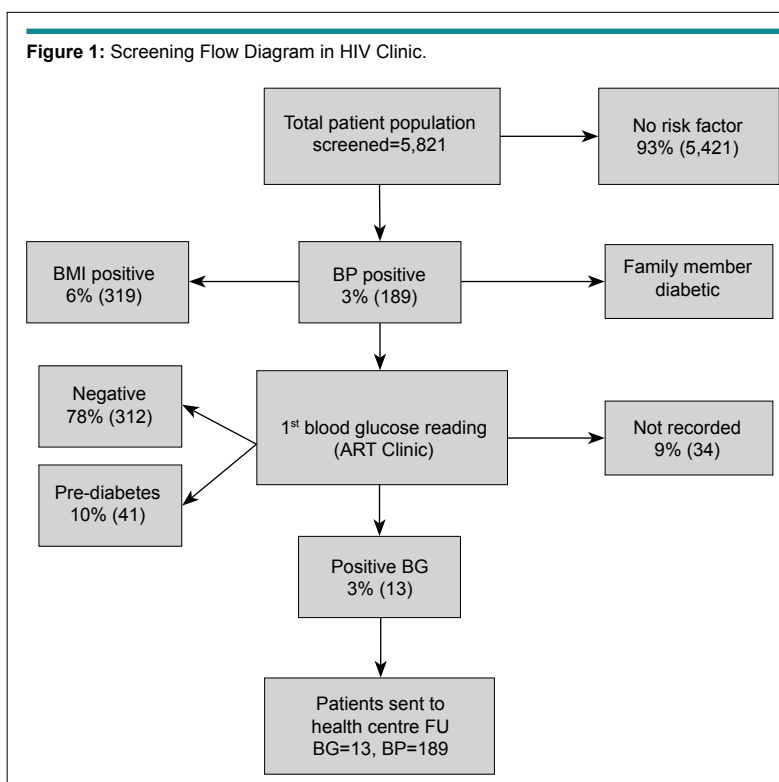 Figure 1: Screening Flow Diagram in HIV Clinic.
Total patient population
screened=5,821
No risk factor
93% (5,421)
BMI positive
6% (319)
BP positive
3% (189)
Family member
diabetic
Negative
78% (312)
Pre-diabetes
10% (41)
1st blood glucose reading
(ART Clinic)
Not recorded
9% (34)
Positive BG
3% (13)
Patients sent to
health centre FU
BG=13, BP=189